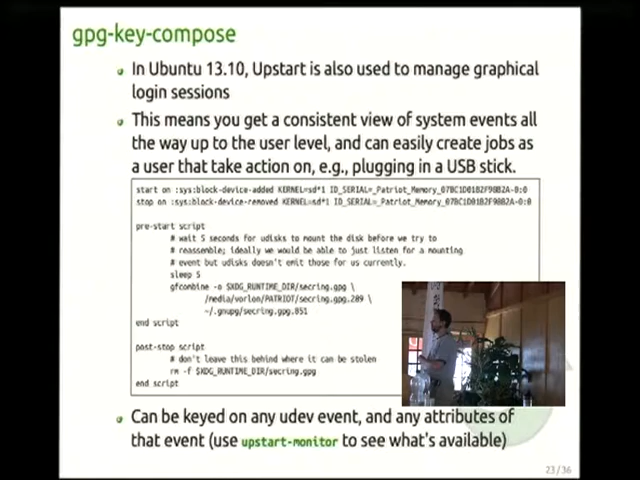 gpg-key-compose
In Ubuntu 13.10, Upstart is also used to manage graphical
login sessions
This means you get a consistent view of system events all
the way up to the user level, and can easily create jobs as
a user that take action on, e.g., plugging in a USB stick.
start on :sys:block-device-added KERNEL=sd*1 ID_SERIAL=_Patriot_Memory_07BC1D01B2F98B2A-0:0
stop on :sys:block-device-removed KERNEL=sd*1 ID_SERIAL=_Patriot_Memory_07BC1D01B2F98B2A-0:0
pre-start script
# wait 5 seconds for udisks to mount the disk before we try to
# reassemble; ideally we would be able to just listen for a mounting
# event but udisks doesn't emit those for us currently.
sleep 5
gfcombine -o $XDG_RUNTIME_DIR/secring.gpg \
/media/vorlon/PATRIOT/secring.gpg.209 \
~/.gnupg/secring.gpg.051
end script
post-stop script
# don't leave this behind where it can be stolen
rm -f $XDG_RUNTIME_DIR/secring.gpg
end script
Can be keyed on any udev event, and any attributes of
that event (use upstart-monitor to see what's available)
23/36